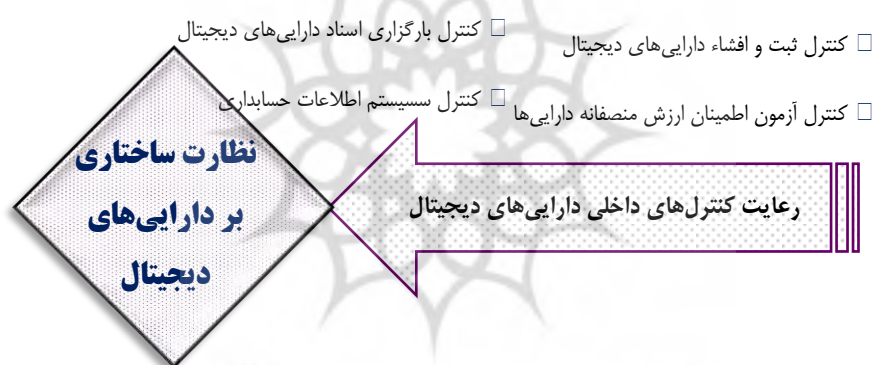 □ کنترل ثبت و افشاء دارایی‌های دیجیتال
□ کنترل بارگزاری اسناد دارایی‌های دیجیتال
□ کنترل آزمون اطمینان ارزش منصفانه دارایی‌ها
□ کنترل سسیستم اطلاعات حسابداری
رعایت کنترل‌های داخلی دارایی‌های دیجیتال
نظارت ساختاری
بر دارایی‌های
دیجیتال